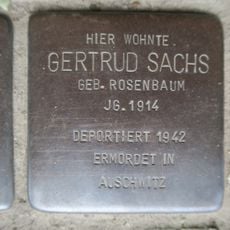 HIER WOHNTE
GERTRUD SACHS
GEB. ROSENBAUM
JG. 1914
DEPORTIERT 1942
ERMORDET IN
AUSCHWITZ